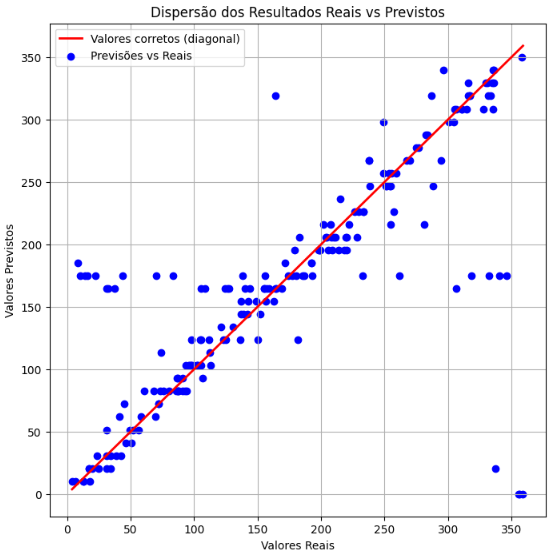 Dispersão dos Resultados Reais vs Previstos
Valores corretos (diagonal)
Previsões vs Reais
350
300
250
200
150
100
50
0
Valores Previstos
0 50 100 150 200 250 300 350
Valores Reais